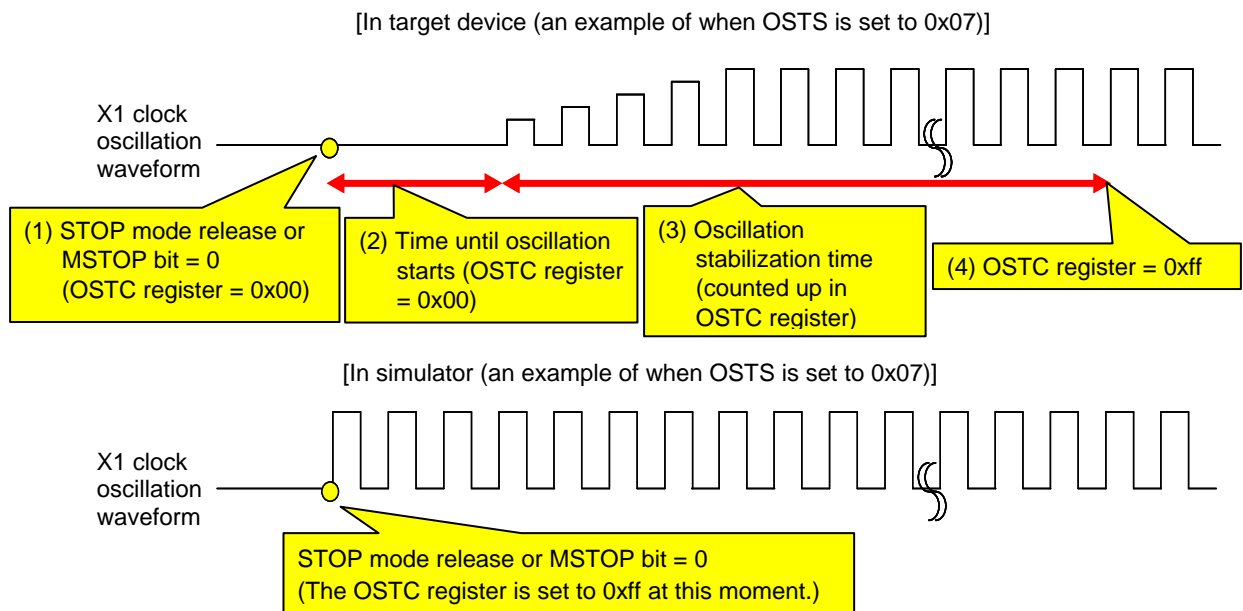 [In target device (an example of when OSTS is set to 0x07)]
X1 clock
oscillation
waveform
(1) STOP mode release or
MSTOP bit = 0
(OSTC register = 0x00)
(2) Time until oscillation
starts (OSTC register
= 0x00)
(3) Oscillation
stabilization time
(counted up in
OSTC register)
(4) OSTC register = 0xff
[In simulator (an example of when OSTS is set to 0x07)]
X1 clock
oscillation
waveform
STOP mode release or MSTOP bit = 0
(The OSTC register is set to 0xff at this moment.)